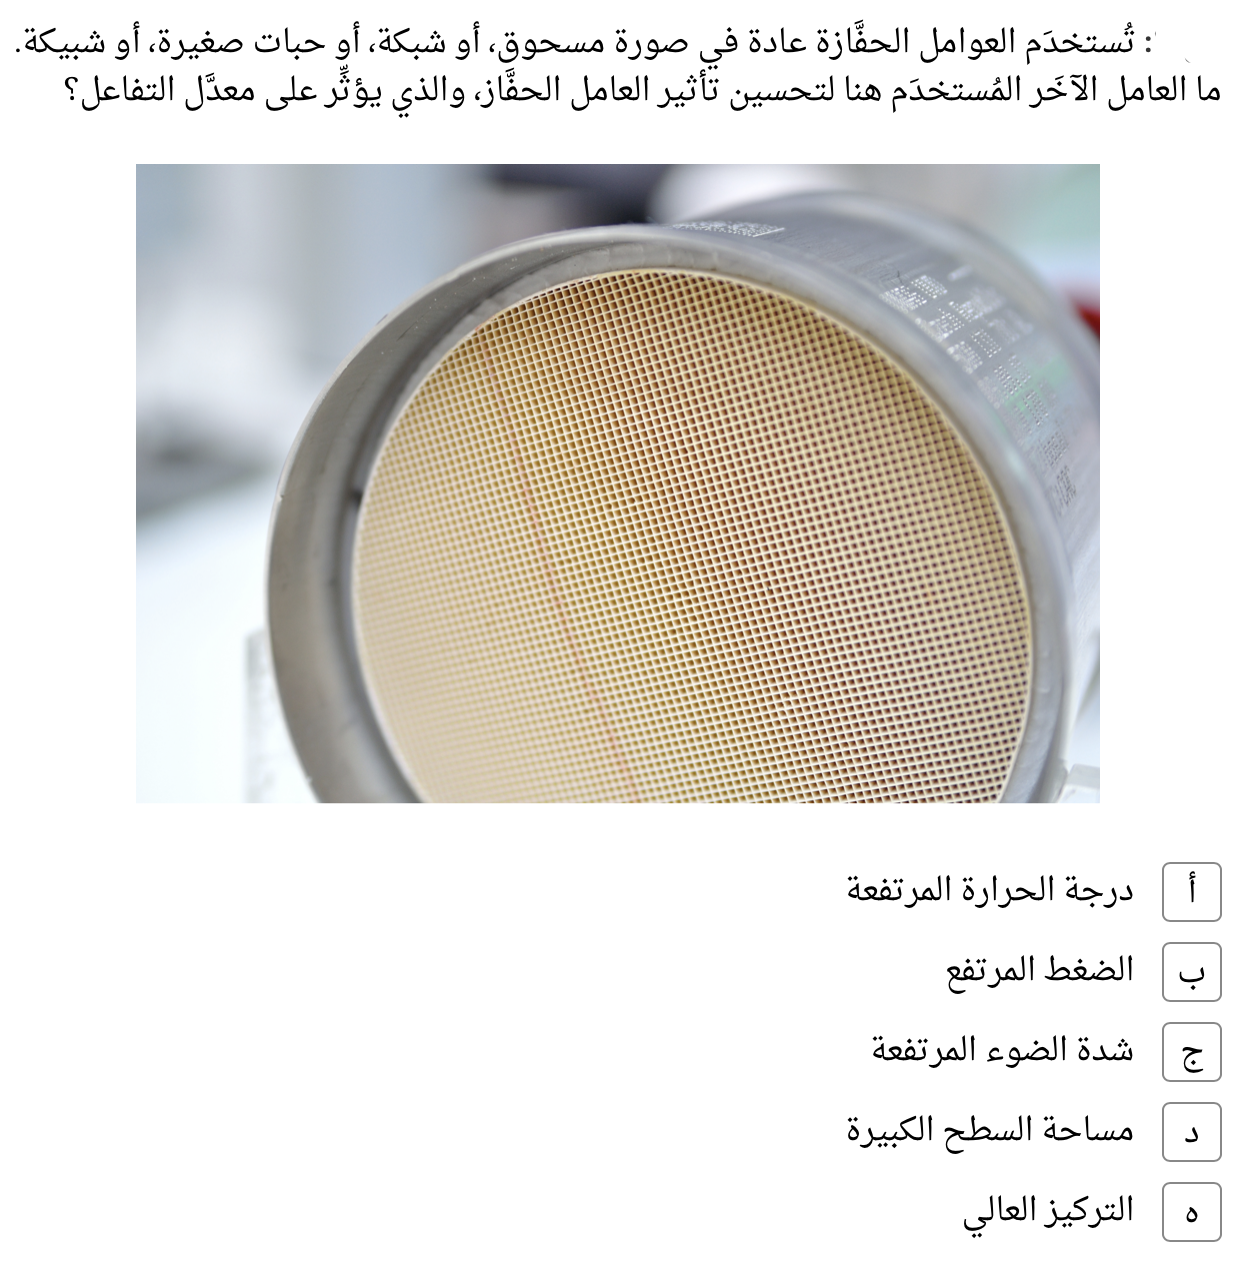 : تُستخدَم العوامل الحفَّازة عادة في صورة مسحوق، أو شبكة، أو حبات صغيرة، أو شبيكة.
ما العامل الآخَر المُستخدَم هنا لتحسين تأثير العامل الحفَّاز، والذي يؤثِّر على معدَّل التفاعل؟
أ درجة الحرارة المرتفعة
ب الضغط المرتفع
ج شدة الضوء المرتفعة
د مساحة السطح الكبيرة
ه التركيز العالي